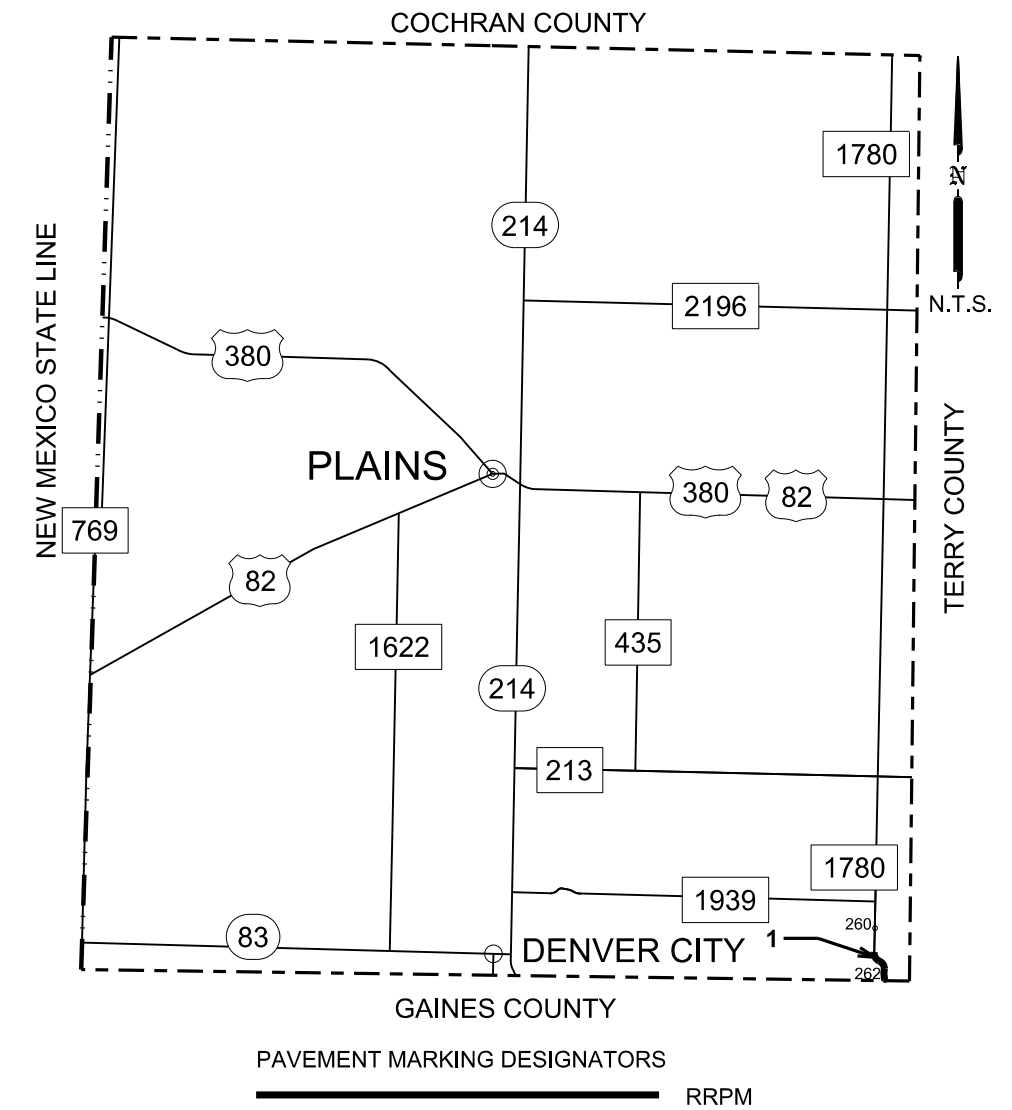 COCHRAN COUNTY
1780
N
214
N.T.S.
2196
NEW MEXICO STATE LINE
380
PLAINS
380
82
TERRY COUNTY
769
82
1622
435
214
213
1780
1939
260
83
DENVER CITY
1
262
GAINES COUNTY
PAVEMENT MARKING DESIGNATORS
RRPM